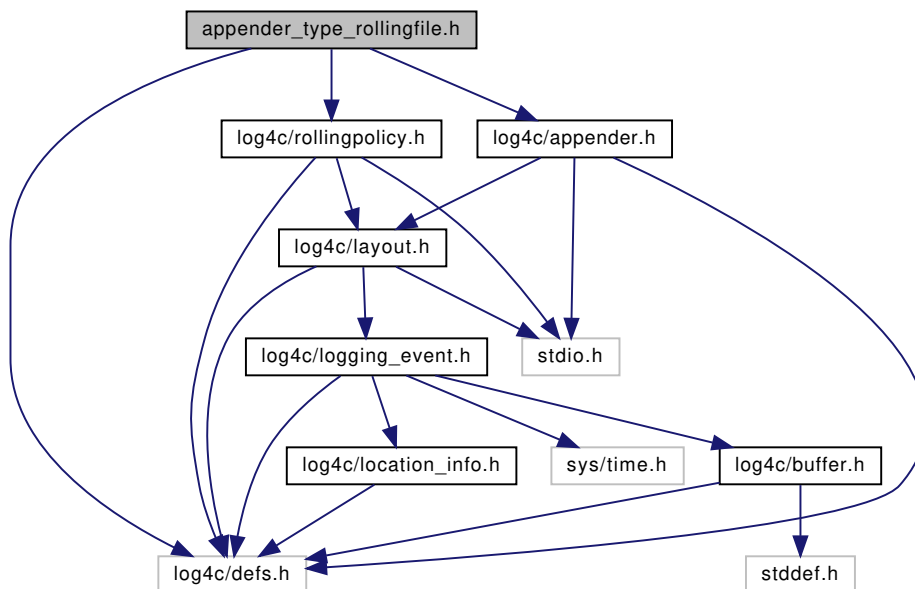 appender_type_rollingfile.h
log4c/rollingpolicy.h
log4c/appender.h
log4c/layout.h
log4c/logging_event.h
stdio.h
log4c/location_info.h
sys/time.h
log4c/buffer.h
log4c/defs.h
stddef.h